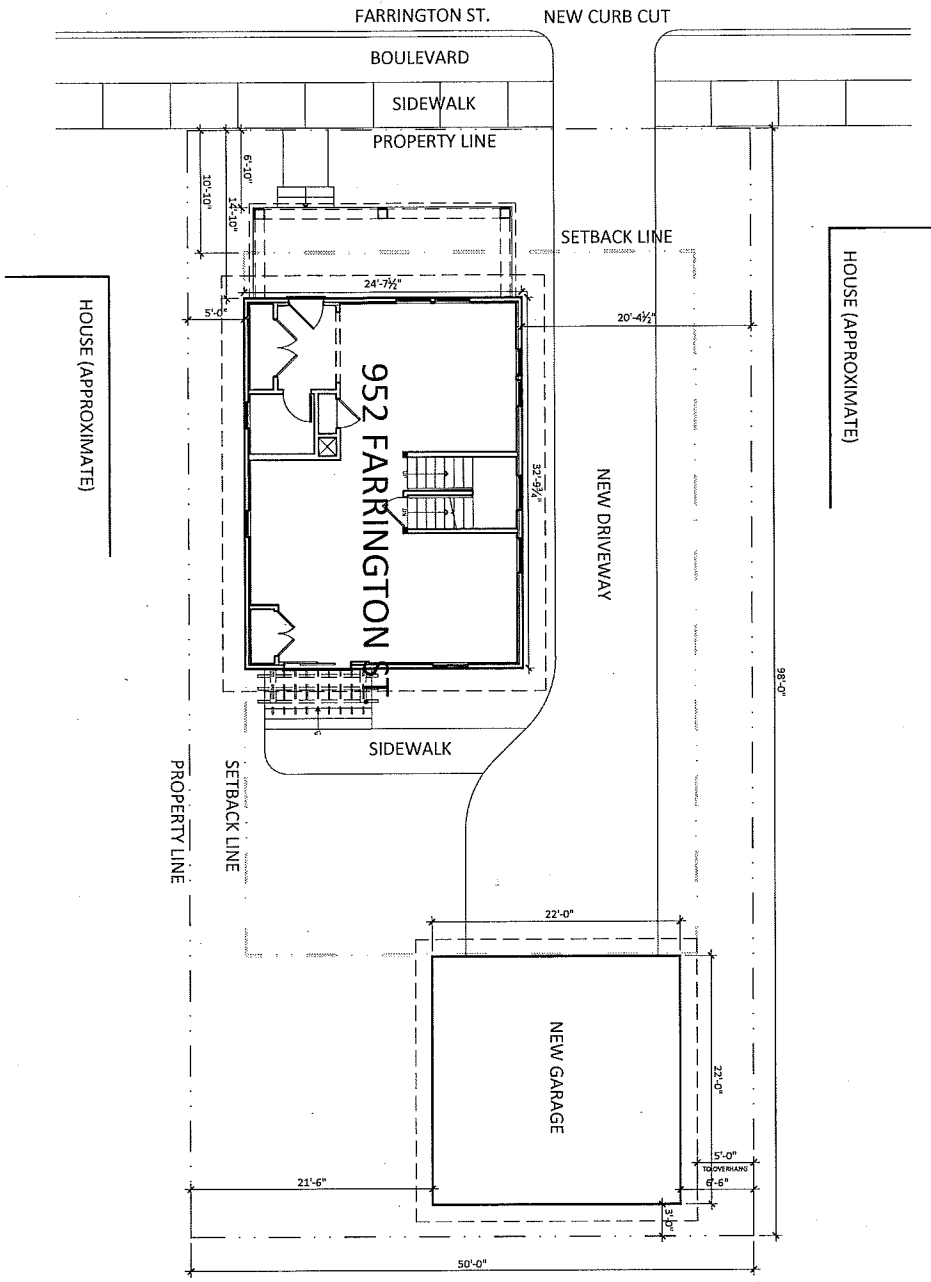 FARRINGTON ST.
NEW CURB CUT
BOULEVARD
SIDEWALK
PROPERTY LINE
6'-10"
10'-10"
14'-10"
SETBACK LINE
24'-7½"
5'-0"
20'-4½"
HOUSE (APPROXIMATE)
HOUSE (APPROXIMATE)
952 FARRINGTON ST
32'-9¾"
NEW DRIVEWAY
98'-0"
SIDEWALK
SETBACK LINE
PROPERTY LINE
22'-0"
NEW GARAGE
22'-0"
5'-0"
TO OVERHANG
21'-6"
6'-6"
3'-0"
50'-0"